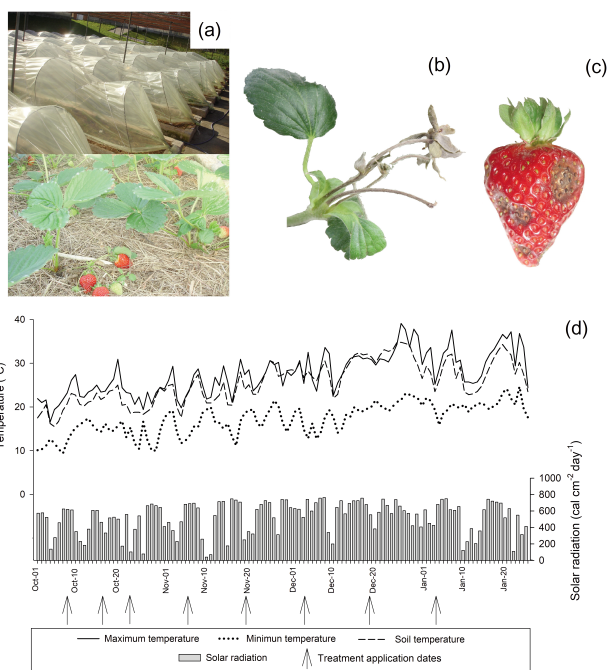 (a)
(b)
(c)
(d)
40
30
20
10
0
Temperature (°C)
1000
800
600
400
200
0
Solar radiation (cal cm-2 day-1)
Oct-01
Oct-10
Oct-20
Nov-01
Nov-10
Nov-20
Dec-01
Dec-10
Dec-20
Jan-01
Jan-10
Jan-20
Maximum temperature
Minimun temperature
Soil temperature
Solar radiation
Treatment application dates